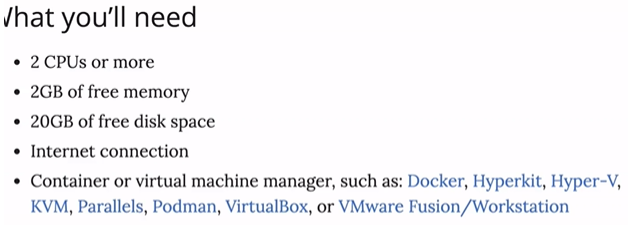 What you'll need
• 2 CPUs or more
• 2GB of free memory
• 20GB of free disk space
• Internet connection
• Container or virtual machine manager, such as: Docker, Hyperkit, Hyper-V,
KVM, Parallels, Podman, VirtualBox, or VMware Fusion/Workstation